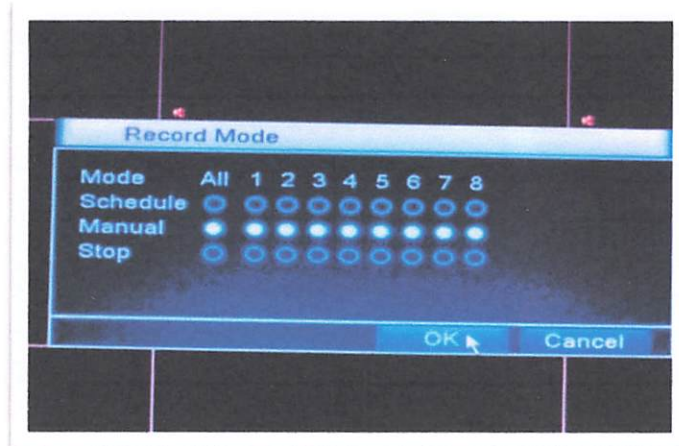 Record Mode
Mode All 1 2 3 4 5 6 7 8
Schedule
Manual
Stop
OK Cancel